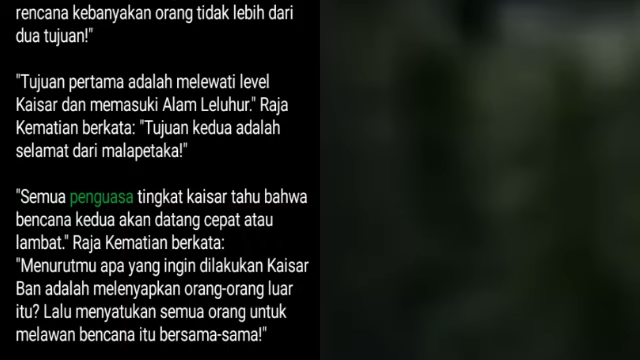 rencana kebanyakan orang tidak lebih dari
dua tujuan!"
"Tujuan pertama adalah melewati level
Kaisar dan memasuki Alam Leluhur." Raja
Kematian berkata: "Tujuan kedua adalah
selamat dari malapetaka!"
"Semua penguasa tingkat kaisar tahu bahwa
bencana kedua akan datang cepat atau
lambat." Raja Kematian berkata:
"Menurutmu apa yang ingin dilakukan Kaisar
Ban adalah melenyapkan orang-orang luar
itu? Lalu menyatukan semua orang untuk
melawan bencana itu bersama-sama!"